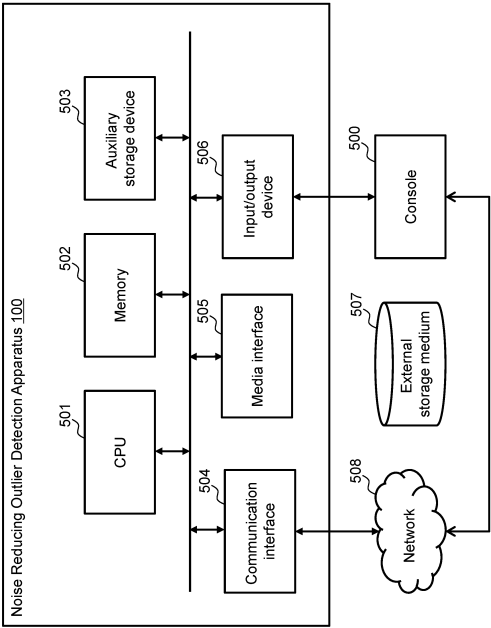 Noise Reducing Outlier Detection Apparatus 100
501
CPU
502
Memory
503
Auxiliary
storage device
504
Communication
interface
505
Media interface
506
Input/output
device
508
Network
507
External
storage medium
500
Console